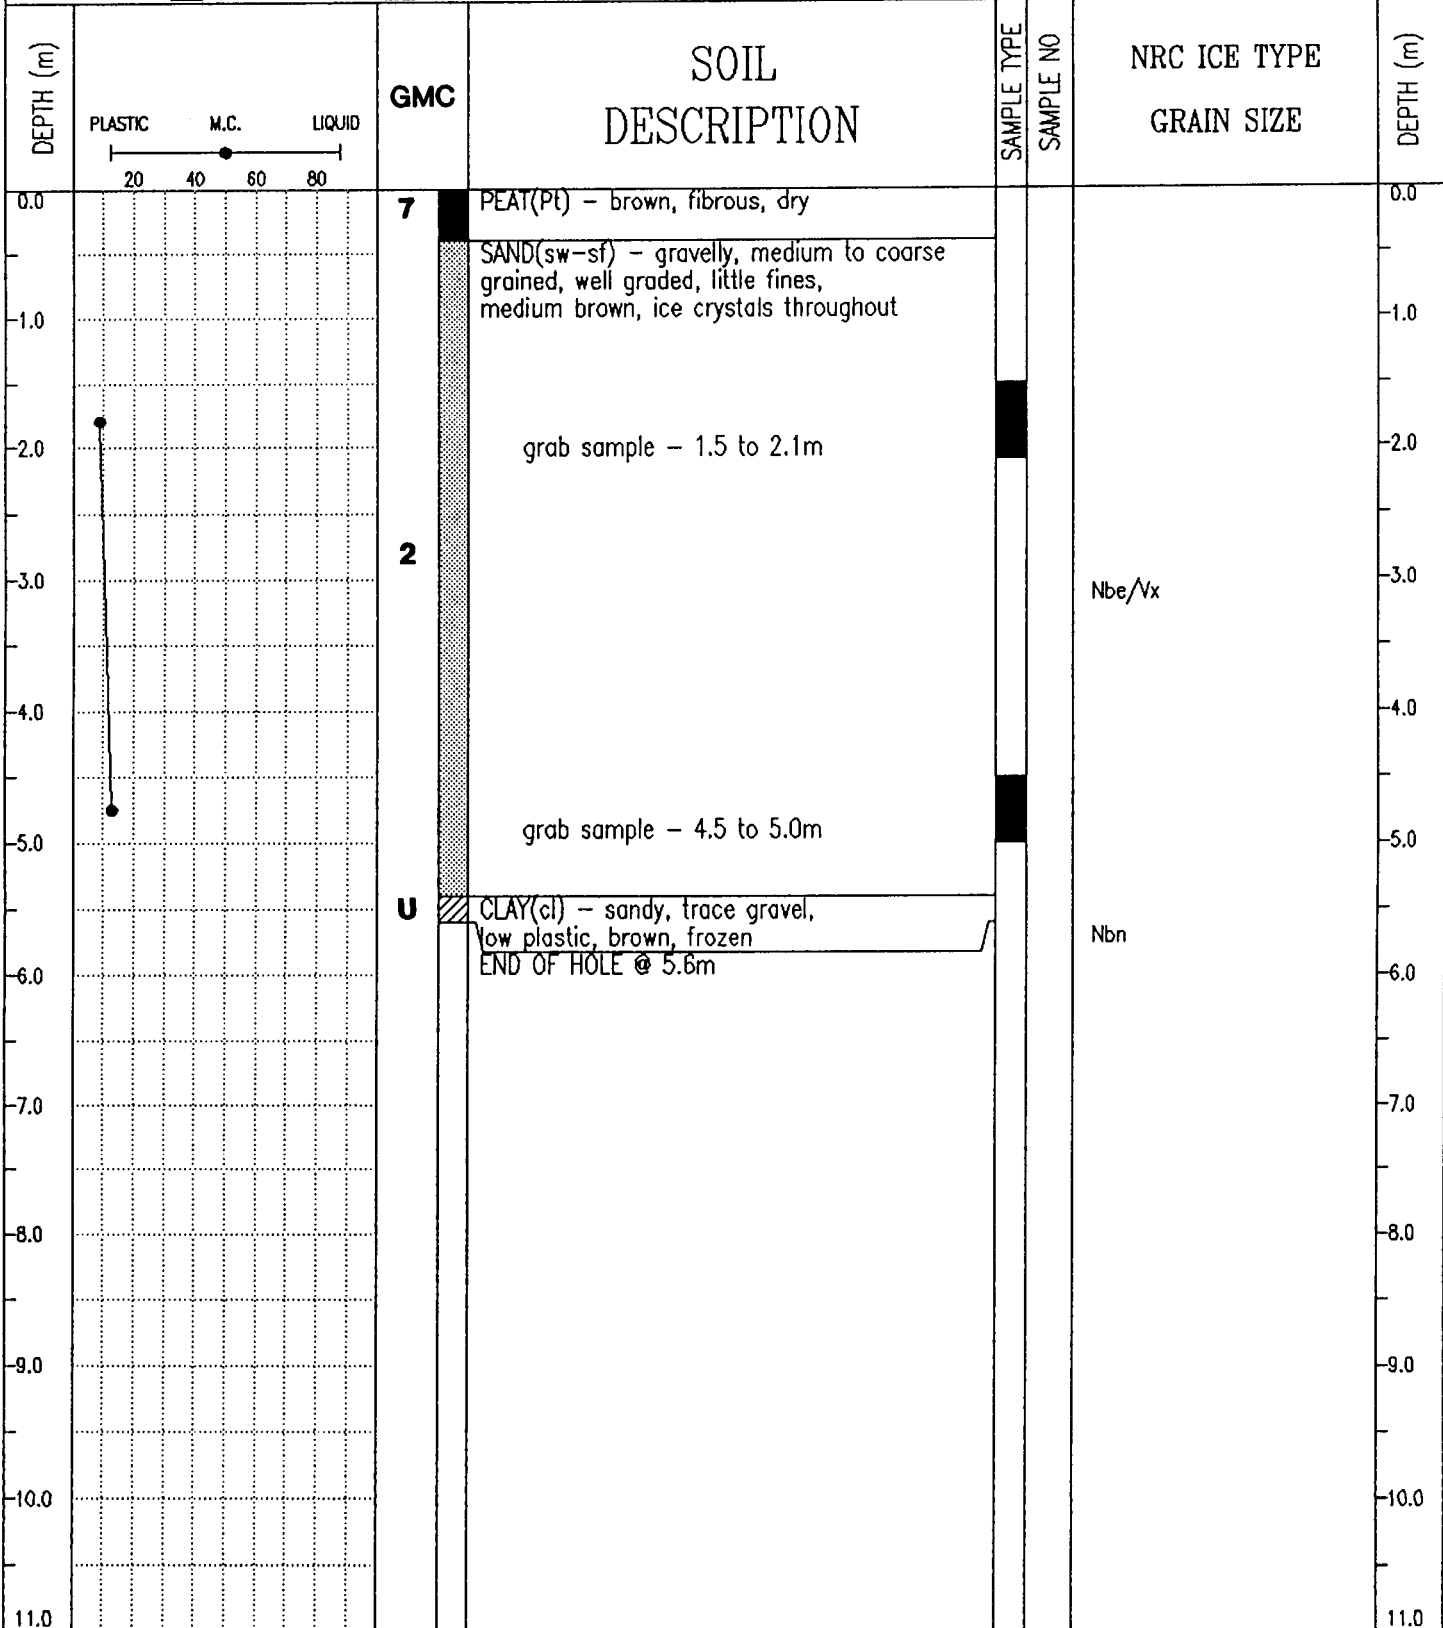 DEPTH (m)
PLASTIC M.C. LIQUID
20 40 60 80
GMC
SOIL
DESCRIPTION
SAMPLE TYPE
SAMPLE NO
NRC ICE TYPE
GRAIN SIZE
DEPTH (m)
0.0
1.0
2.0
3.0
4.0
5.0
6.0
7.0
8.0
9.0
10.0
11.0
7
2
U
PEAT(Pt) – brown, fibrous, dry
SAND(sw–sf) – gravelly, medium to coarse
grained, well graded, little fines,
medium brown, ice crystals throughout
grab sample – 1.5 to 2.1m
grab sample – 4.5 to 5.0m
CLAY(cl) – sandy, trace gravel,
low plastic, brown, frozen
END OF HOLE @ 5.6m
Nbe/Vx
Nbn
0.0
1.0
2.0
3.0
4.0
5.0
6.0
7.0
8.0
9.0
10.0
11.0